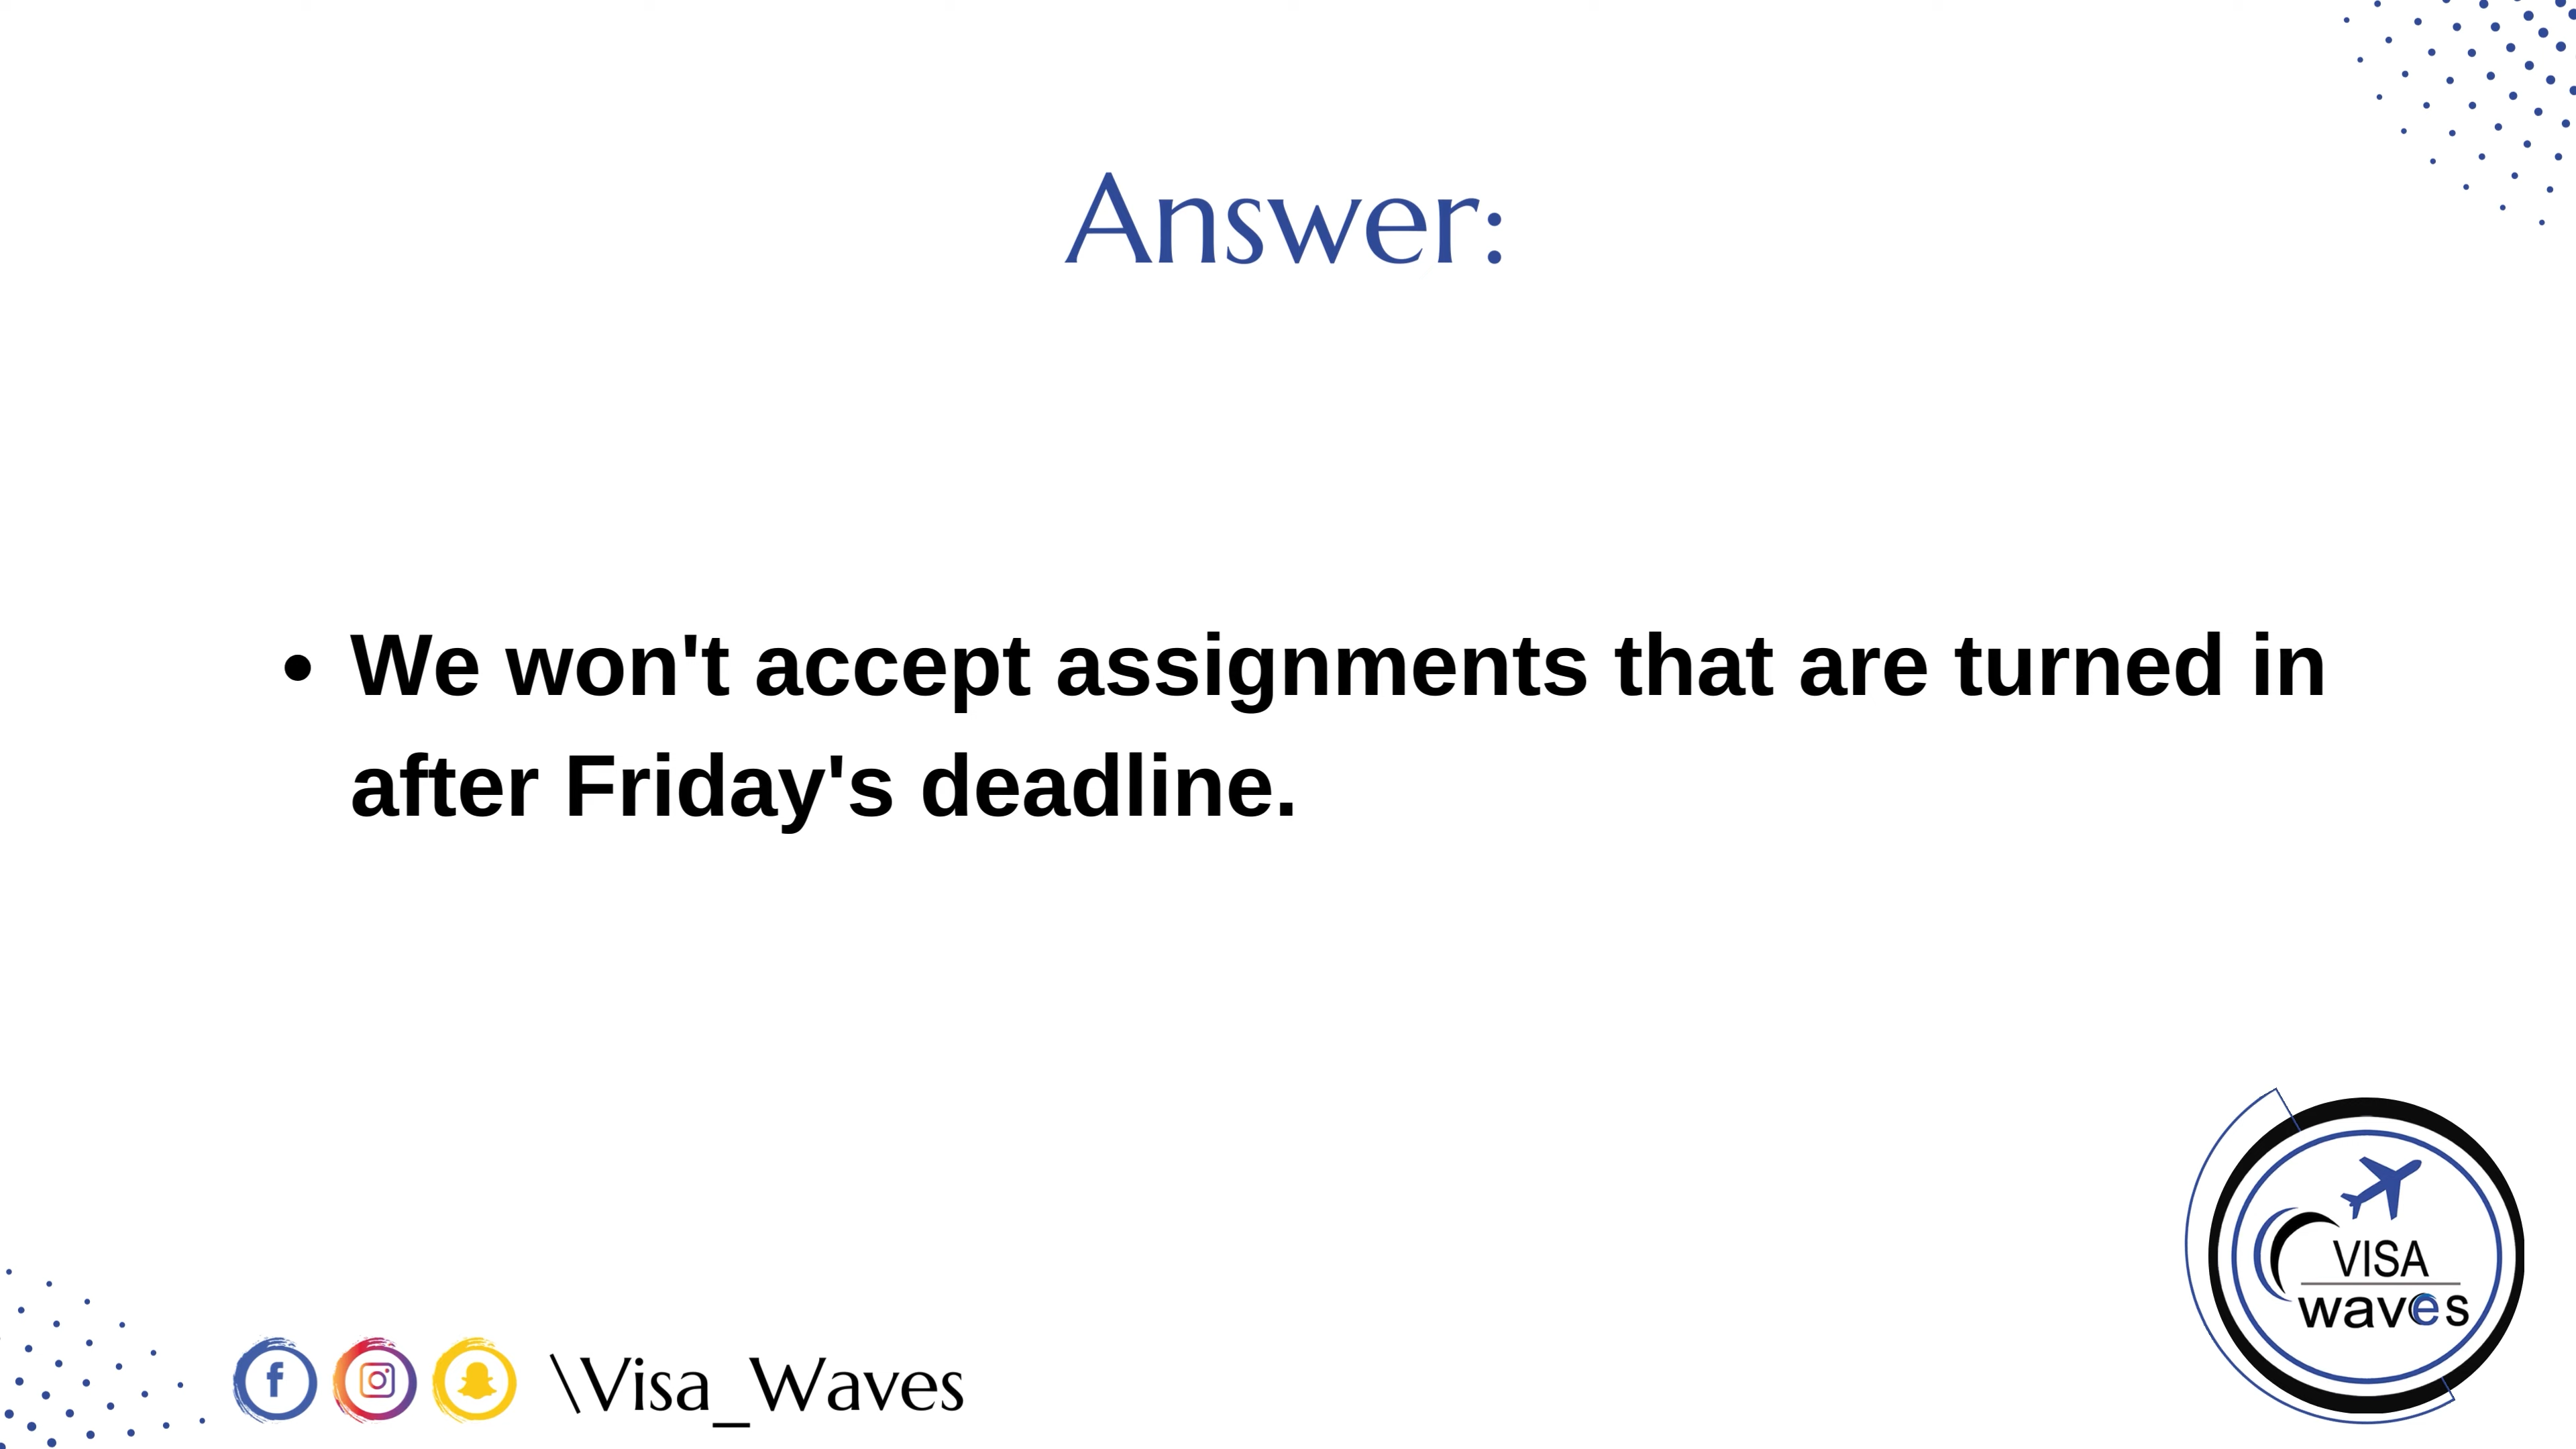 Answer:
• We won't accept assignments that are turned in
after Friday's deadline.
VISA
waves
\Visa_Waves